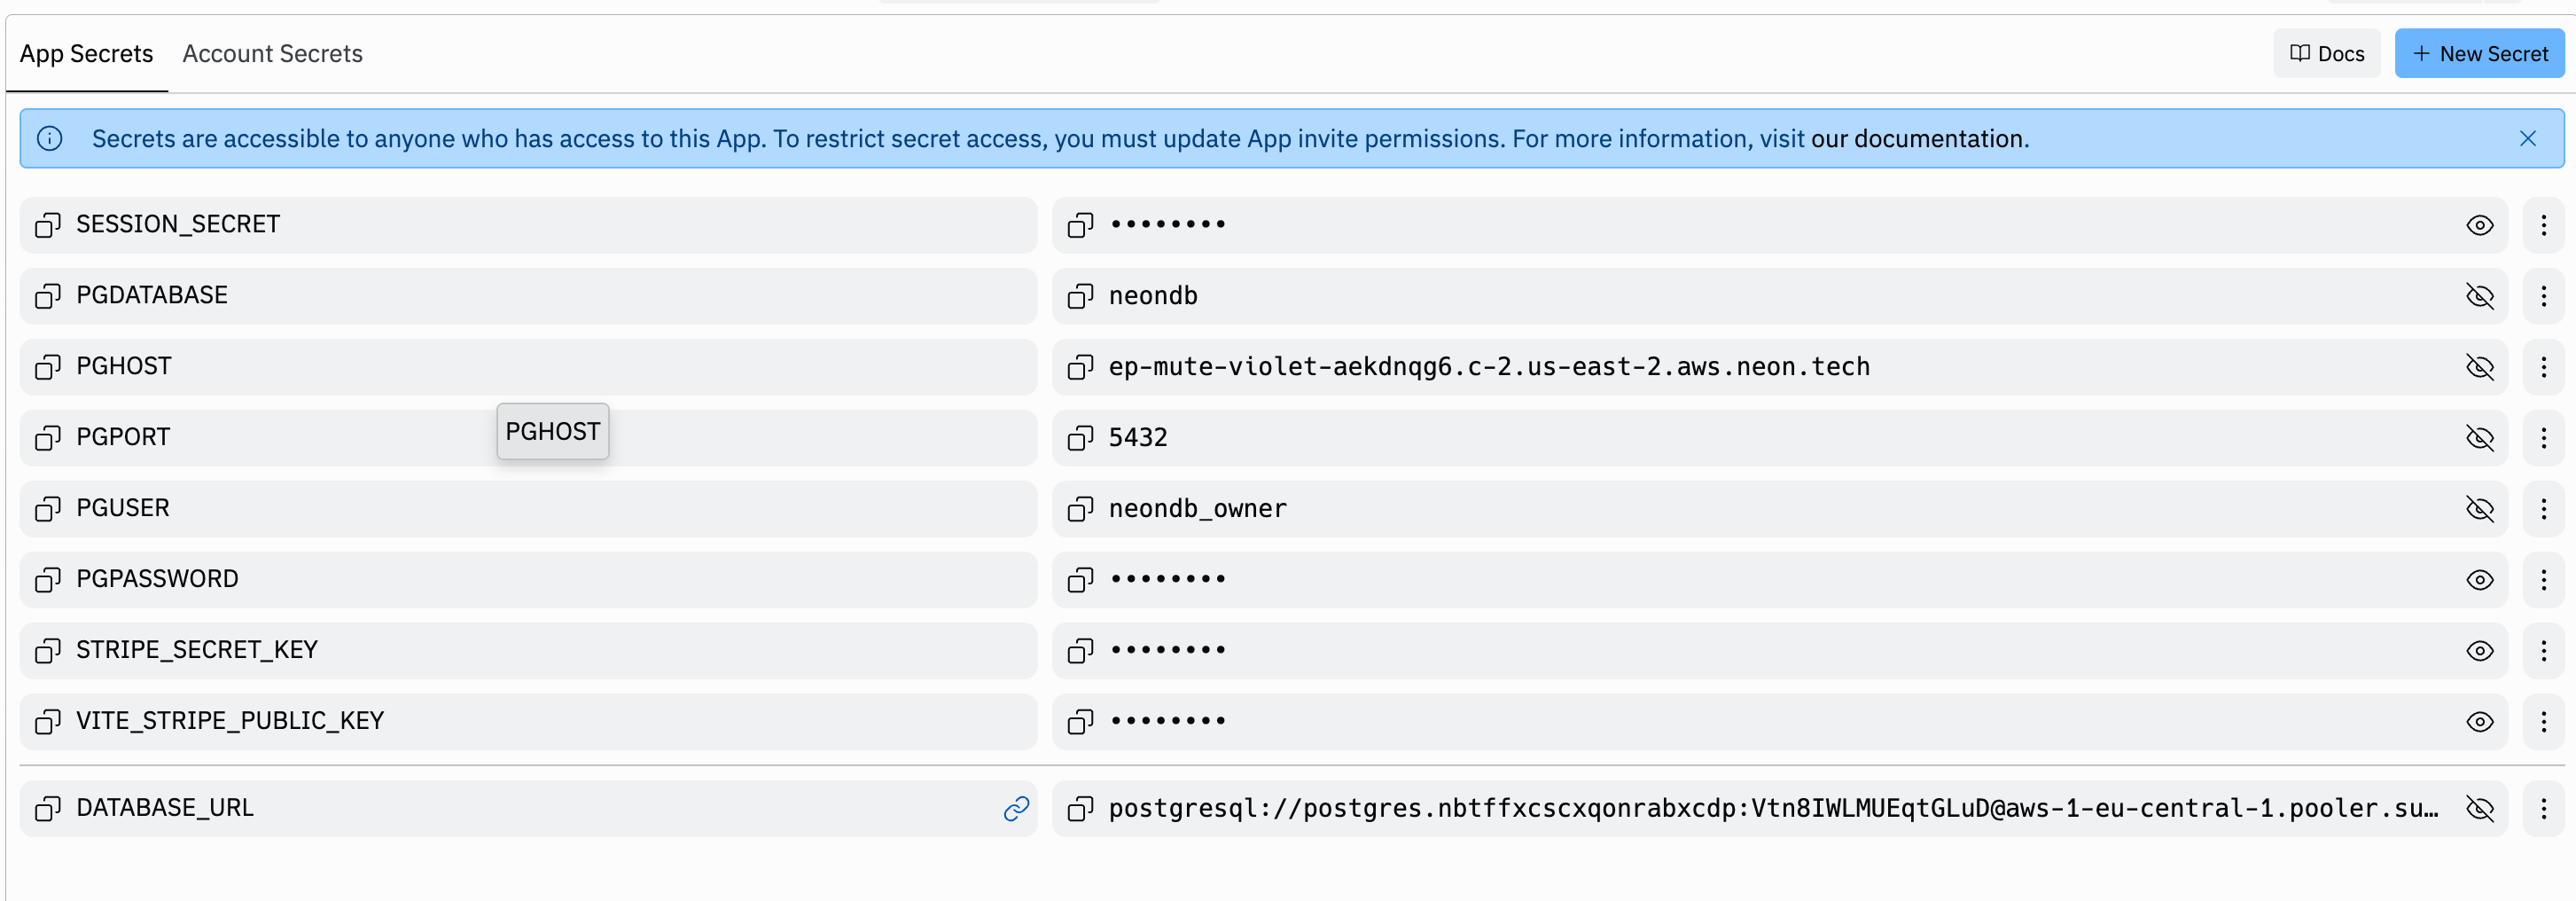 App Secrets Account Secrets Docs + New Secret
Secrets are accessible to anyone who has access to this App. To restrict secret access, you must update App invite permissions. For more information, visit our documentation.
SESSION_SECRET ••••••••
PGDATABASE neondb
PGHOST ep-mute-violet-aekdnqg6.c-2.us-east-2.aws.neon.tech
PGPORT PGHOST 5432
PGUSER neondb_owner
PGPASSWORD ••••••••
STRIPE_SECRET_KEY ••••••••
VITE_STRIPE_PUBLIC_KEY ••••••••
DATABASE_URL postgresql://postgres.nbtffxcscxqonrabxcdp:Vtn8IWLMUEqtGLuD@aws-1-eu-central-1.pooler.su…